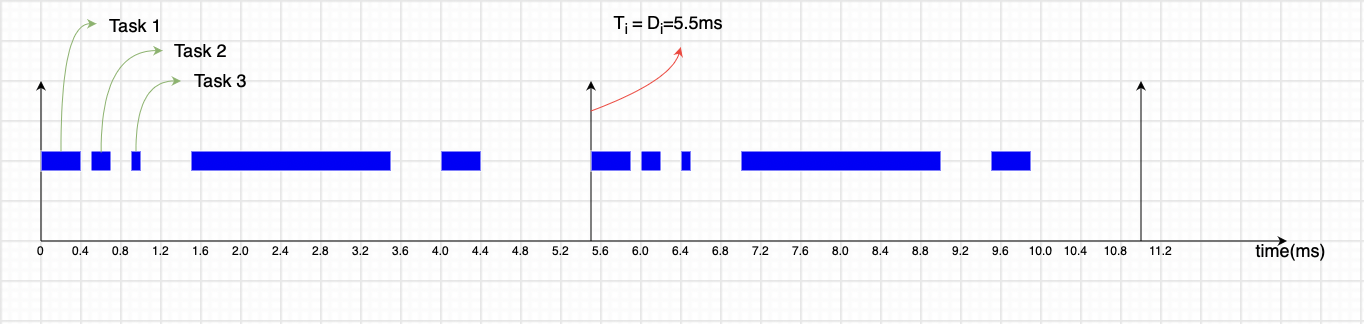 Task 1
Task 2
Task 3
Ti = Di=5.5ms
0 0.4 0.8 1.2 1.6 2.0 2.4 2.8 3.2 3.6 4.0 4.4 4.8 5.2 5.6 6.0 6.4 6.8 7.2 7.6 8.0 8.4 8.8 9.2 9.6 10.0 10.4 10.8 11.2
time(ms)